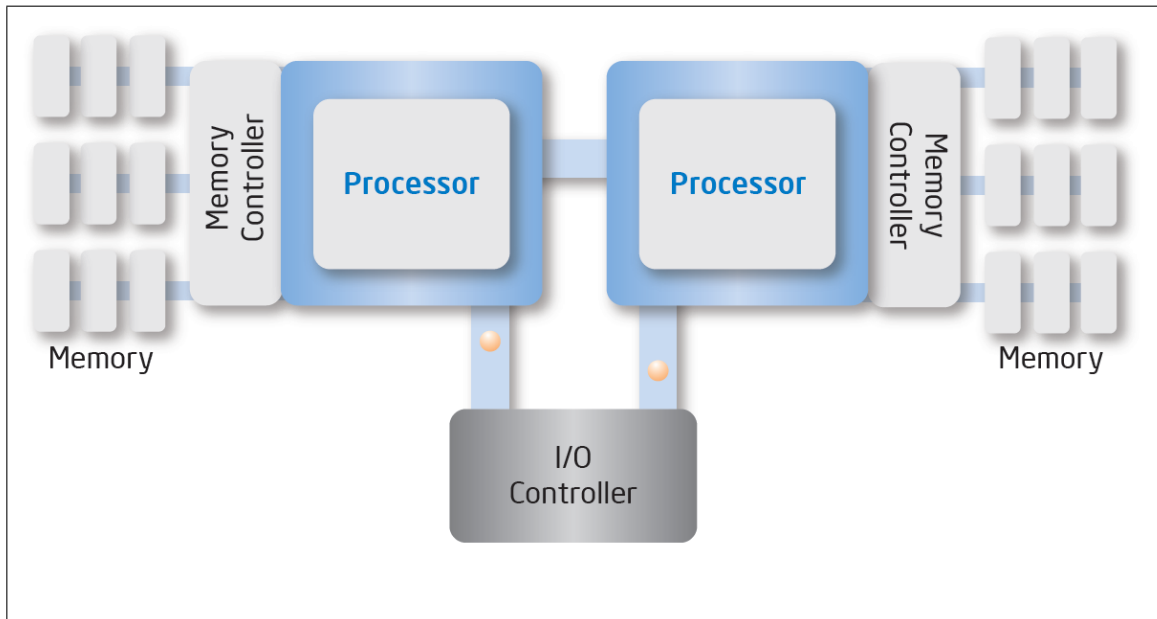 Memory
Controller
Processor
Processor
Memory
Controller
Memory
Memory
I/O
Controller